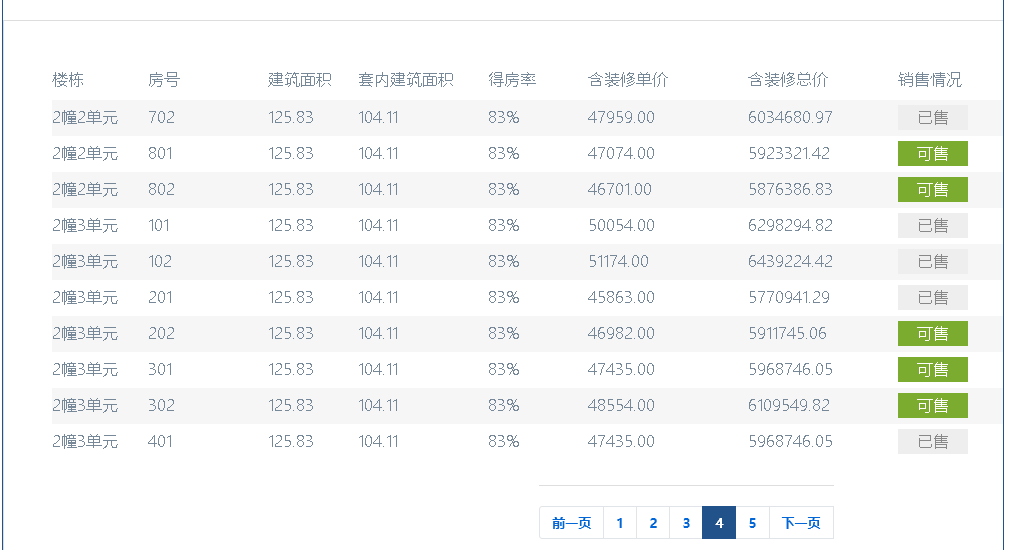 楼栋 房号 建筑面积 套内建筑面积 得房率 含装修单价 含装修总价 销售情况
2幢2单元 702 125.83 104.11 83% 47959.00 6034680.97 已售
2幢2单元 801 125.83 104.11 83% 47074.00 5923321.42 可售
2幢2单元 802 125.83 104.11 83% 46701.00 5876386.83 可售
2幢3单元 101 125.83 104.11 83% 50054.00 6298294.82 已售
2幢3单元 102 125.83 104.11 83% 51174.00 6439224.42 已售
2幢3单元 201 125.83 104.11 83% 45863.00 5770941.29 已售
2幢3单元 202 125.83 104.11 83% 46982.00 5911745.06 可售
2幢3单元 301 125.83 104.11 83% 47435.00 5968746.05 可售
2幢3单元 302 125.83 104.11 83% 48554.00 6109549.82 可售
2幢3单元 401 125.83 104.11 83% 47435.00 5968746.05 已售
前一页 1 2 3 4 5 下一页